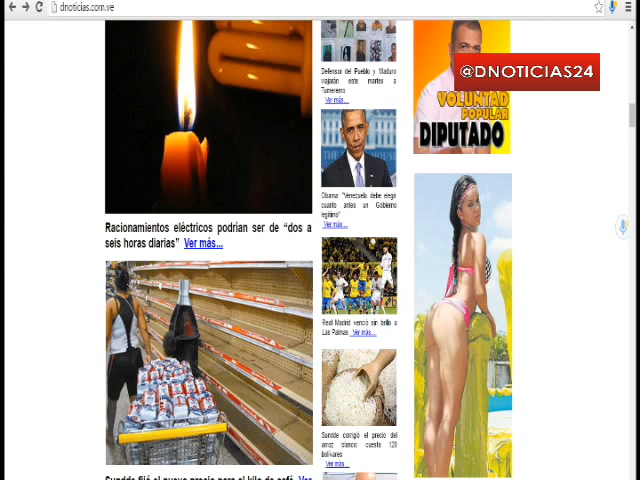 dnoticias.com.ve
@DNOTICIAS24
Defensor del Pueblo y Maduro
viajarán este martes a
Tumeremo
Ver más...
VOLUNTAD
POPULAR
DIPUTADO
Obama: "Venezuela debe elegir
cuanto antes un Gobierno
legítimo"
Ver más...
Racionamientos eléctricos podrían ser de “dos a
seis horas diarias” Ver más...
Real Madrid venció sin brillo a
Las Palmas Ver más...
Sundde corrigió el precio del
arroz blanco: cuesta 120
bolívares
Ver más...
Sundde fijó el nuevo precio para el kilo de café Ver